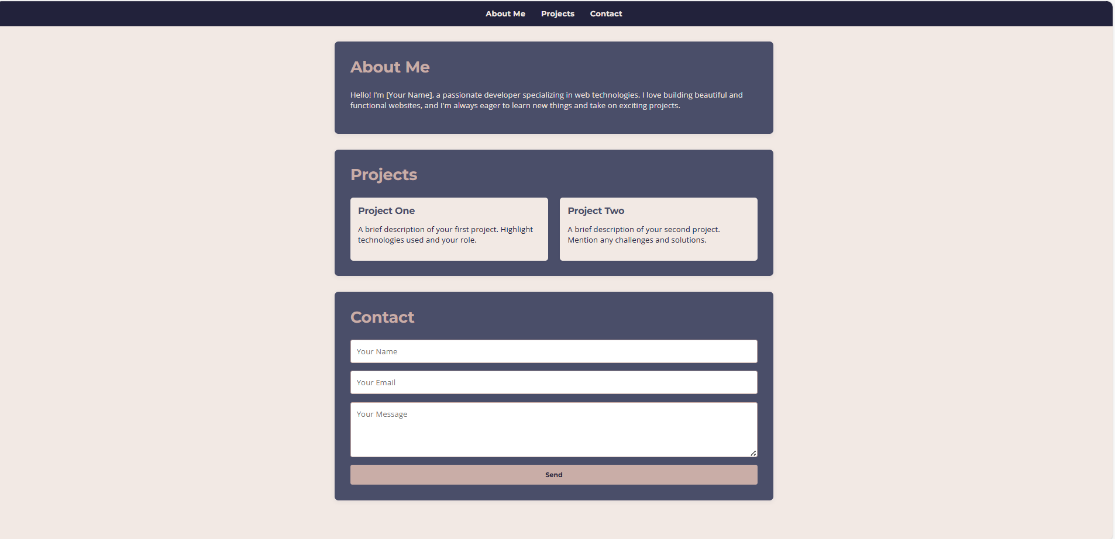 About Me Projects Contact
About Me
Hello! I'm [Your Name], a passionate developer specializing in web technologies. I love building beautiful and
functional websites, and I'm always eager to learn new things and take on exciting projects.
Projects
Project One
A brief description of your first project. Highlight
technologies used and your role.
Project Two
A brief description of your second project.
Mention any challenges and solutions.
Contact
Your Name
Your Email
Your Message
Send